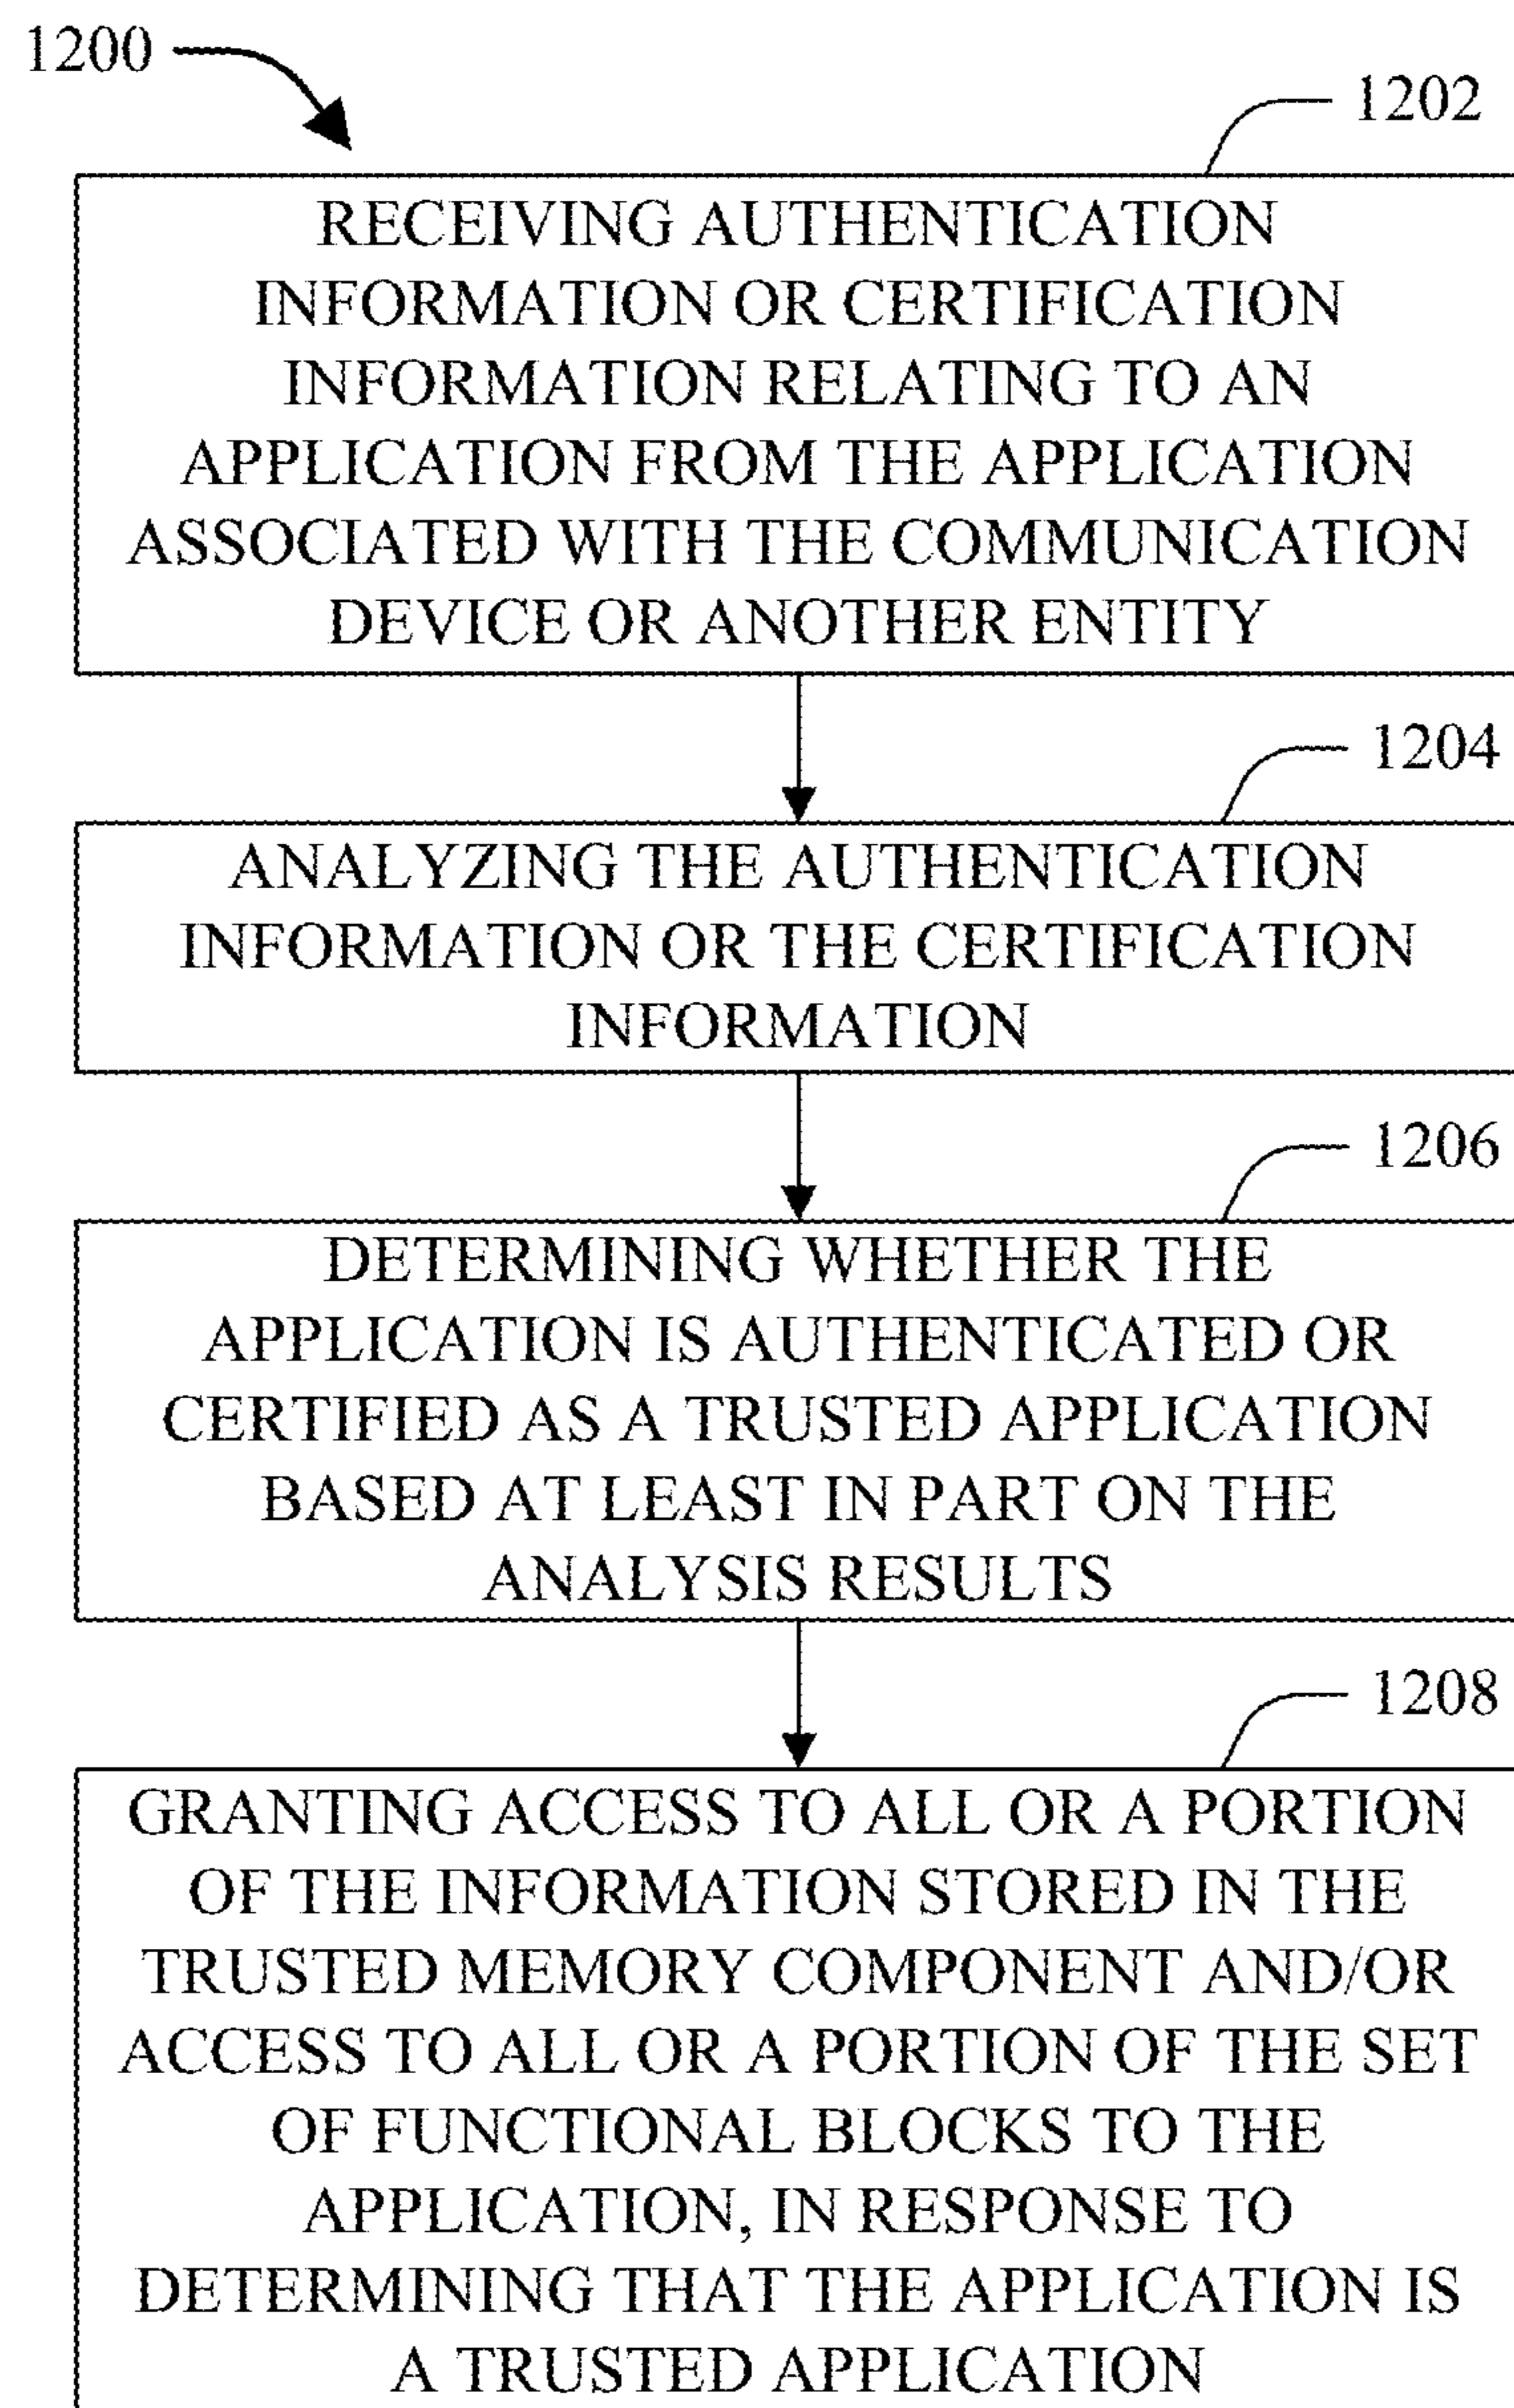 1200
1202
RECEIVING AUTHENTICATION
INFORMATION OR CERTIFICATION
INFORMATION RELATING TO AN
APPLICATION FROM THE APPLICATION
ASSOCIATED WITH THE COMMUNICATION
DEVICE OR ANOTHER ENTITY
1204
ANALYZING THE AUTHENTICATION
INFORMATION OR THE CERTIFICATION
INFORMATION
1206
DETERMINING WHETHER THE
APPLICATION IS AUTHENTICATED OR
CERTIFIED AS A TRUSTED APPLICATION
BASED AT LEAST IN PART ON THE
ANALYSIS RESULTS
1208
GRANTING ACCESS TO ALL OR A PORTION
OF THE INFORMATION STORED IN THE
TRUSTED MEMORY COMPONENT AND/OR
ACCESS TO ALL OR A PORTION OF THE SET
OF FUNCTIONAL BLOCKS TO THE
APPLICATION, IN RESPONSE TO
DETERMINING THAT THE APPLICATION IS
A TRUSTED APPLICATION